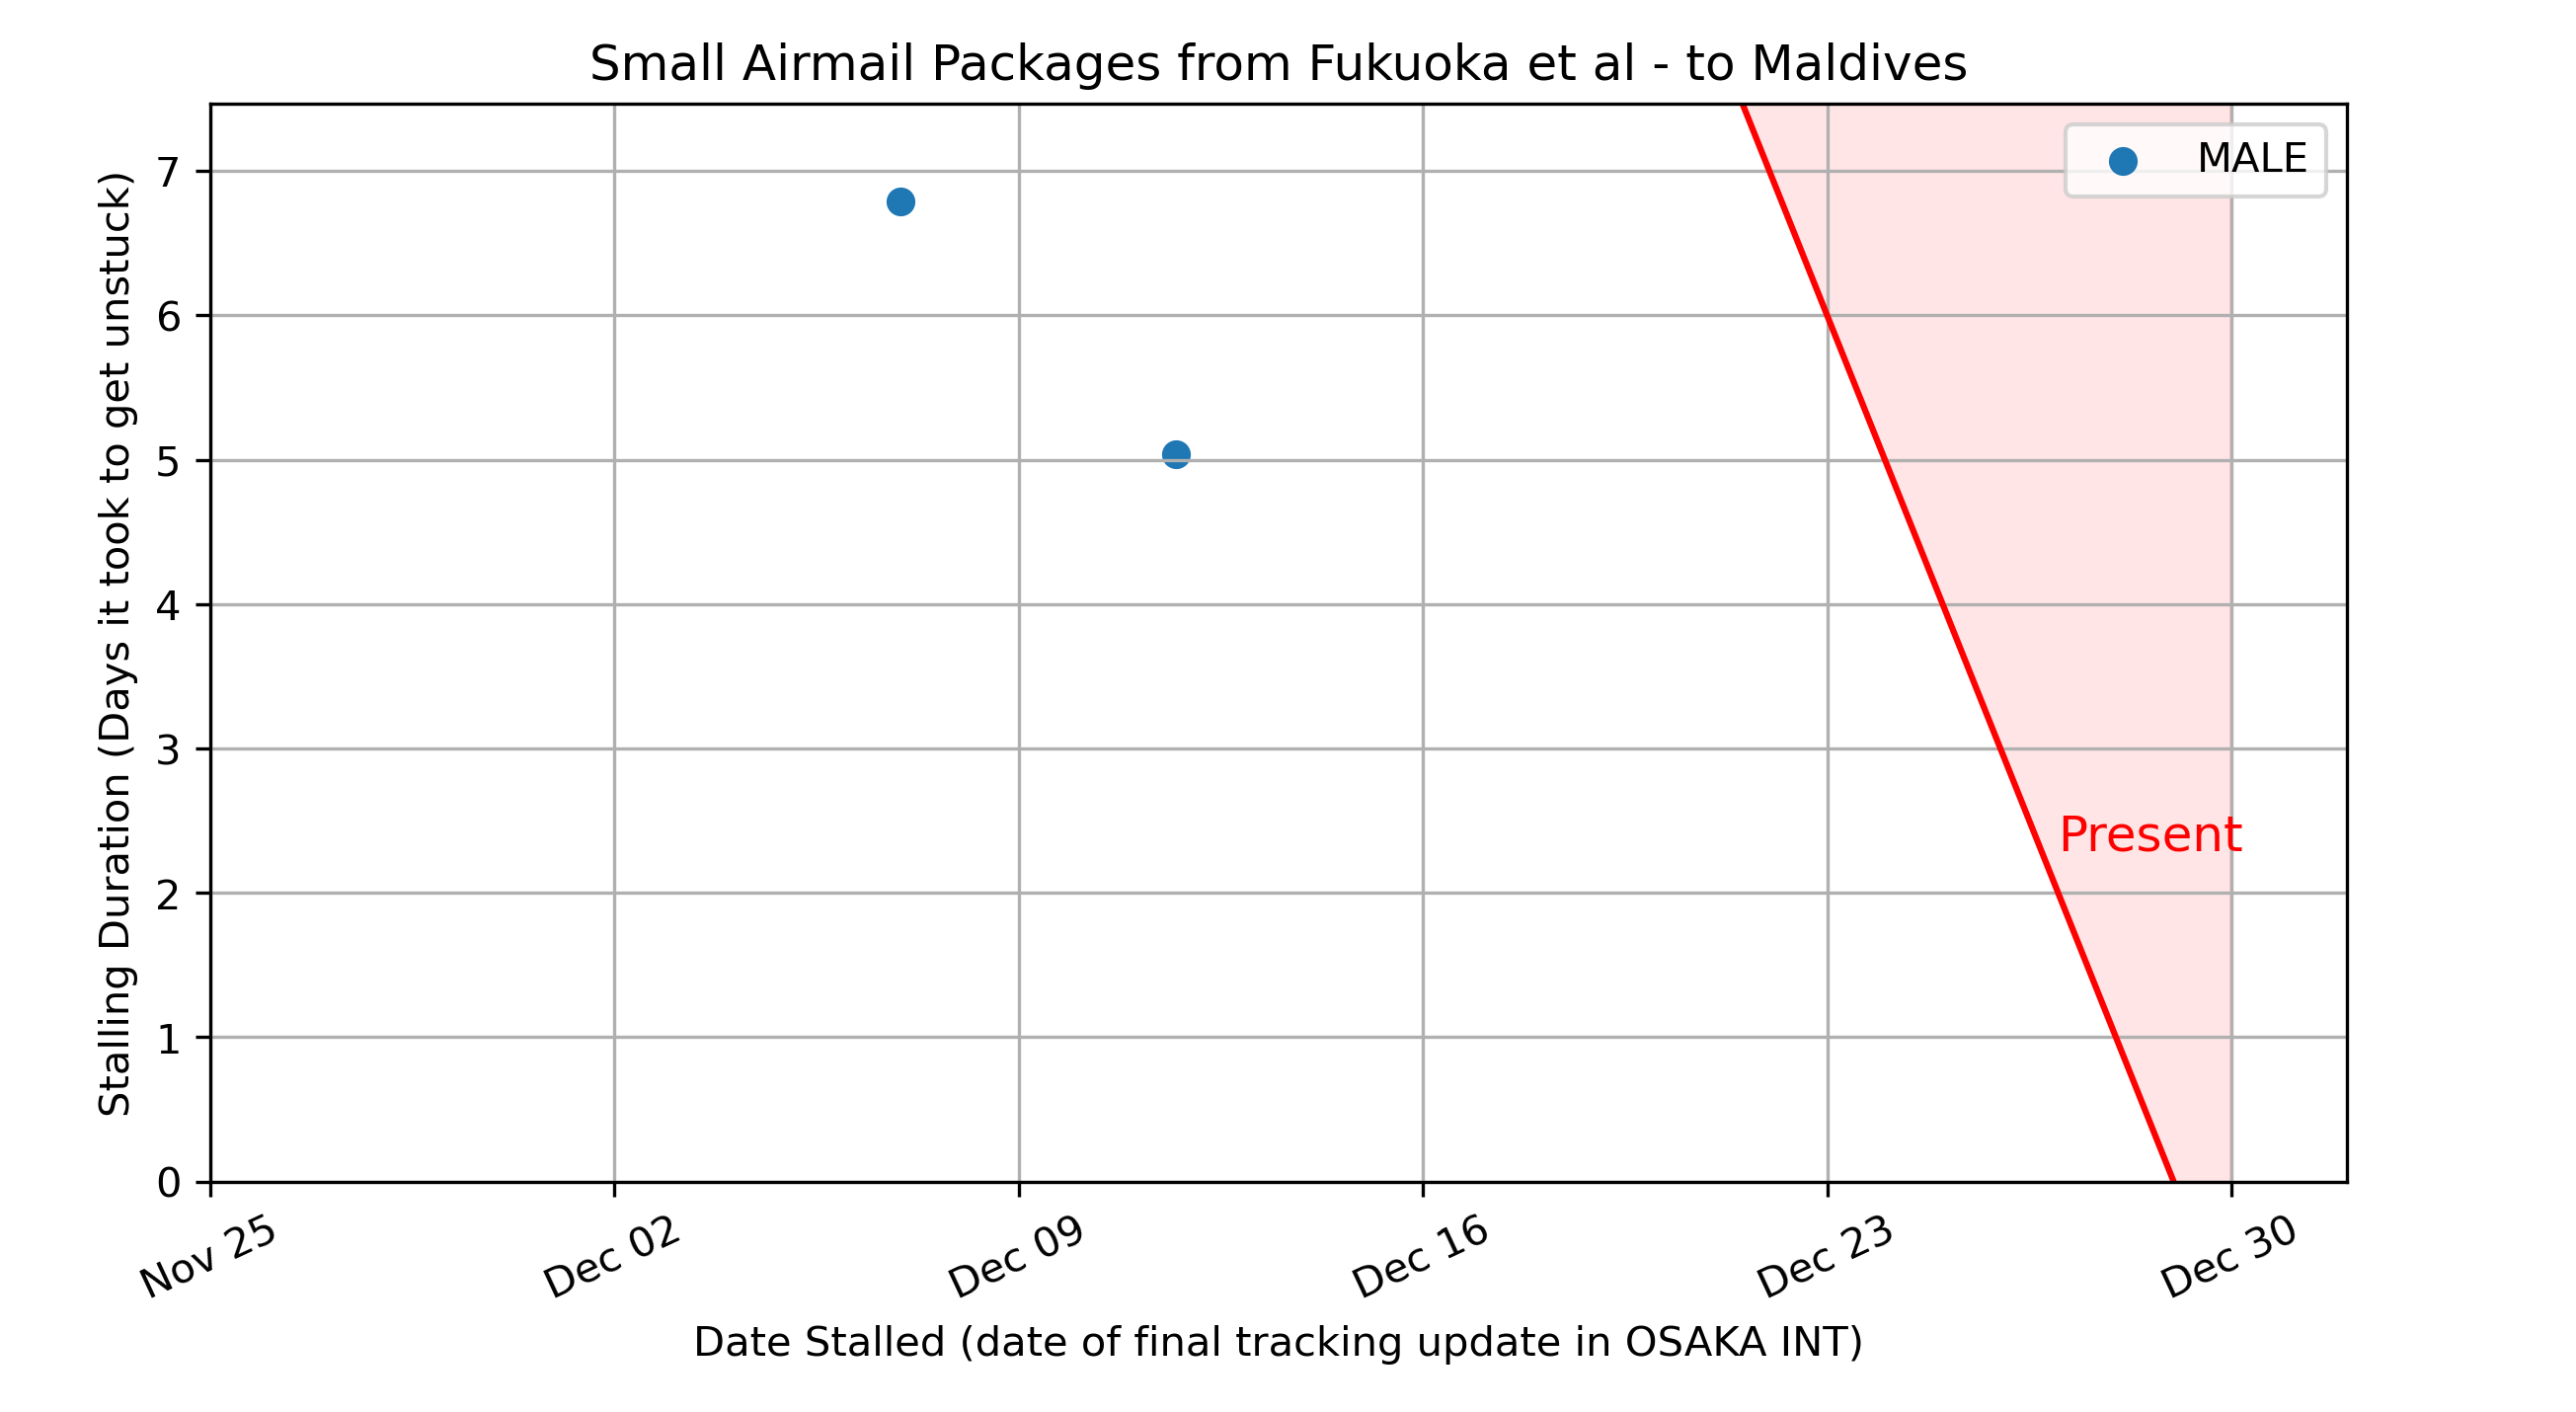 Small Airmail Packages from Fukuoka et al - to Maldives
MALE
Stalling Duration (Days it took to get unstuck)
7
6
5
4
3
2
1
0
Present
Nov 25
Dec 02
Dec 09
Dec 16
Dec 23
Dec 30
Date Stalled (date of final tracking update in OSAKA INT)